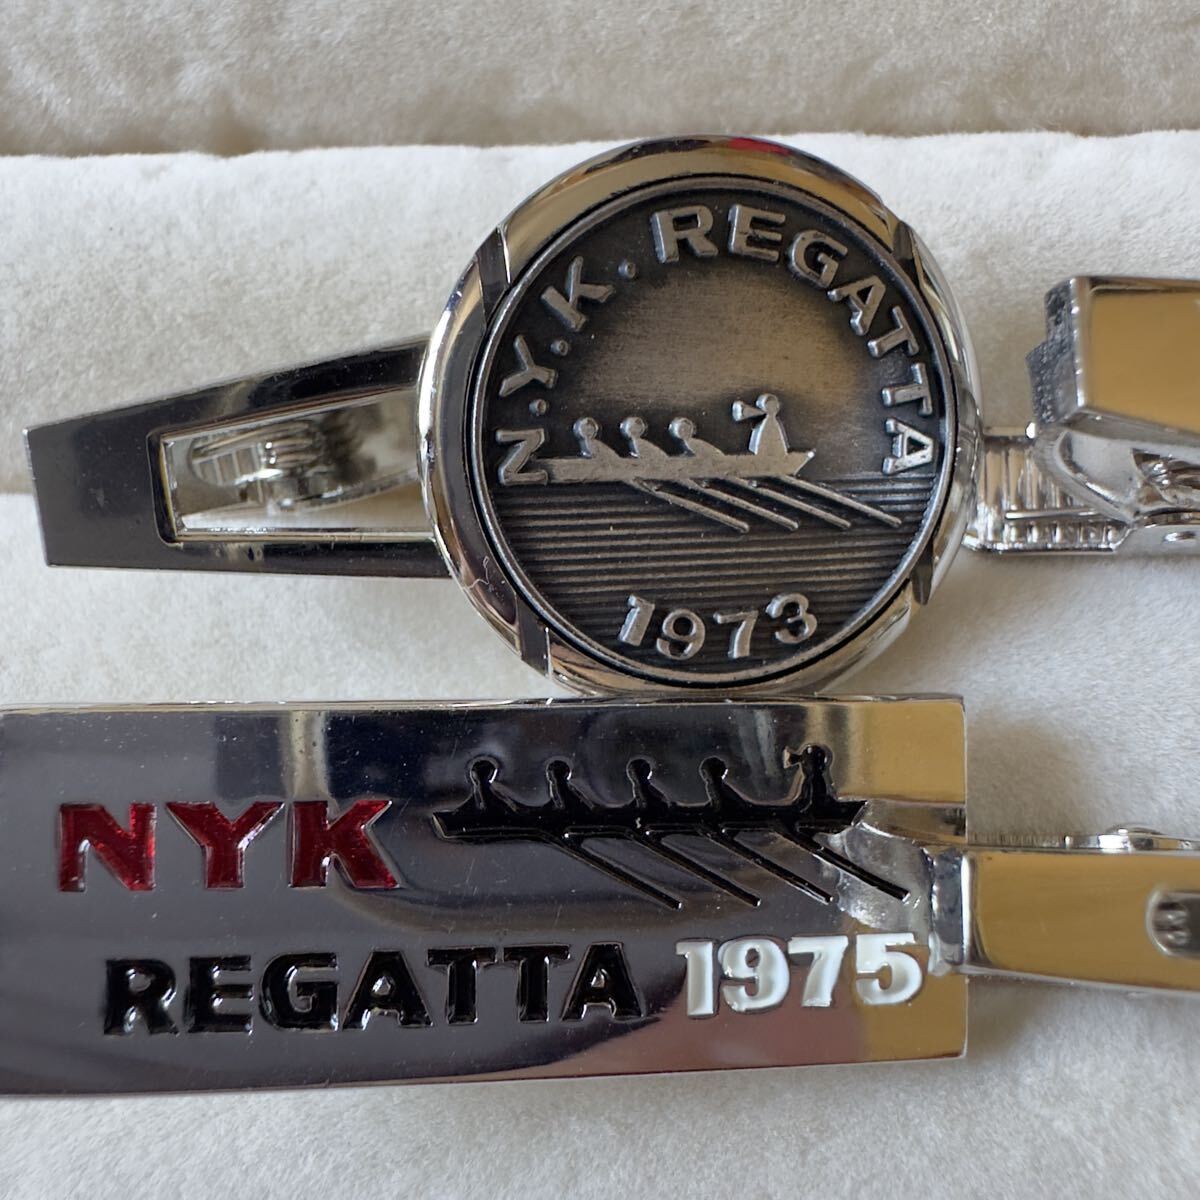 N.Y.K. REGATTA
1973
NYK
REGATTA 1975